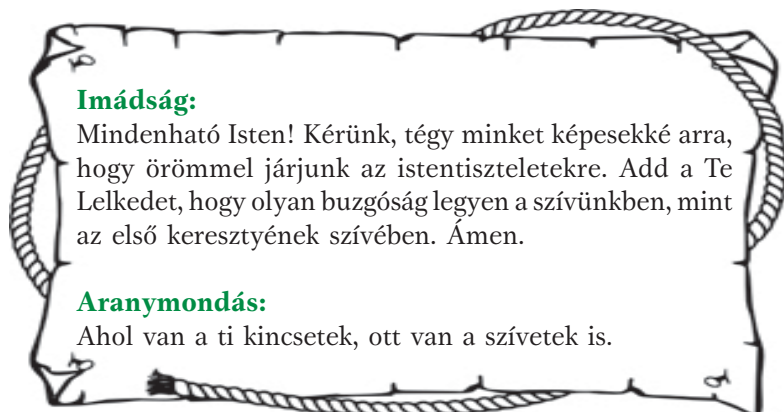 Imádság:
Mindenható Isten! Kérünk, tégy minket képesekké arra,
hogy örömmel járjunk az istentiszteletekre. Add a Te
Lelkedet, hogy olyan buzgóság legyen a szívünkben, mint
az első keresztyének szívében. Ámen.
Aranymondás:
Ahol van a ti kincsetek, ott van a szívetek is.